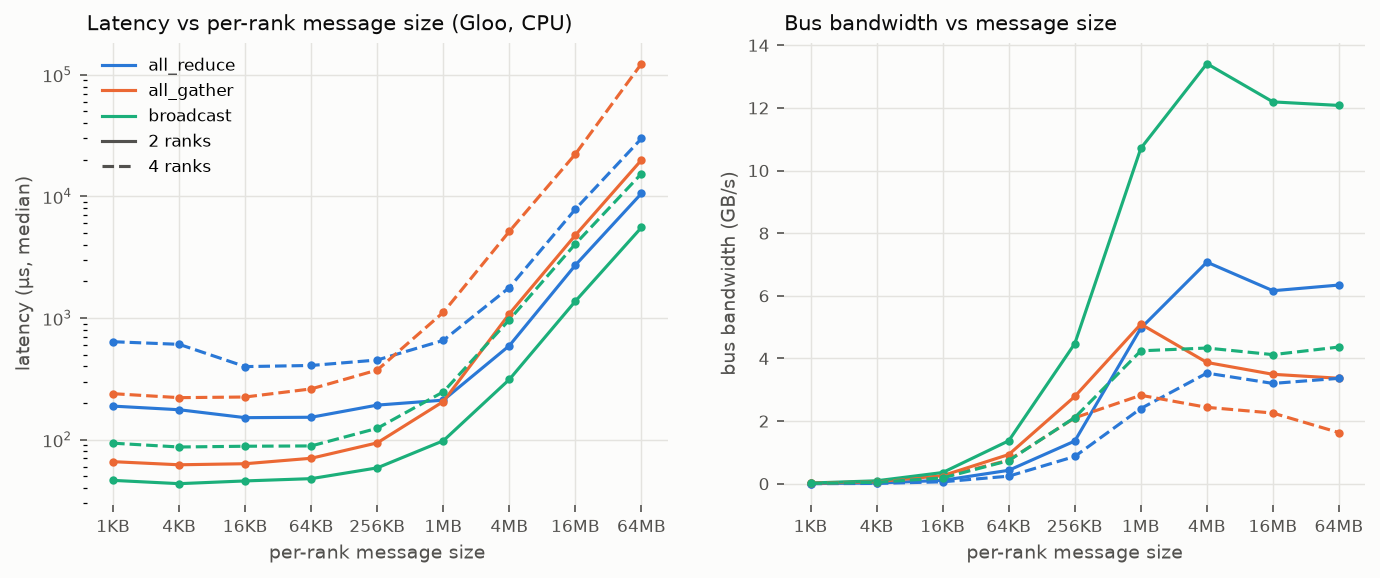 Latency vs per-rank message size (Gloo, CPU)
all_reduce
all_gather
broadcast
2 ranks
4 ranks
latency (µs, median)
10^5
10^4
10^3
10^2
1KB 4KB 16KB 64KB 256KB 1MB 4MB 16MB 64MB
per-rank message size
Bus bandwidth vs message size
bus bandwidth (GB/s)
14
12
10
8
6
4
2
0
1KB 4KB 16KB 64KB 256KB 1MB 4MB 16MB 64MB
per-rank message size